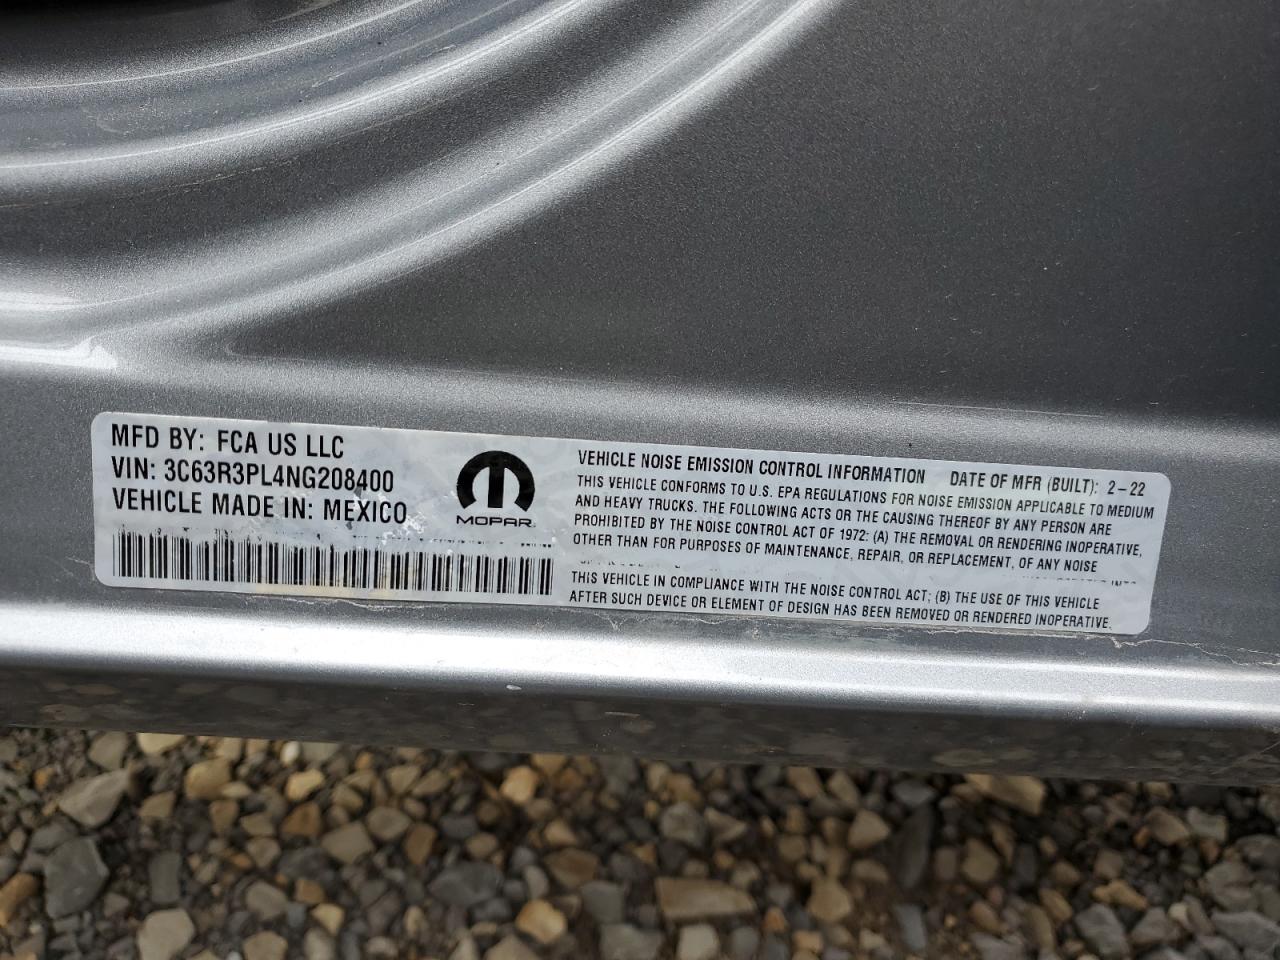 MFD BY: FCA US LLC
VIN: 3C63R3PL4NG208400
VEHICLE MADE IN: MEXICO
MOPAR
VEHICLE NOISE EMISSION CONTROL INFORMATION DATE OF MFR (BUILT): 2-22
THIS VEHICLE CONFORMS TO U.S. EPA REGULATIONS FOR NOISE EMISSION APPLICABLE TO MEDIUM
AND HEAVY TRUCKS. THE FOLLOWING ACTS OR THE CAUSING THEREOF BY ANY PERSON ARE
PROHIBITED BY THE NOISE CONTROL ACT OF 1972: (A) THE REMOVAL OR RENDERING INOPERATIVE,
OTHER THAN FOR PURPOSES OF MAINTENANCE, REPAIR, OR REPLACEMENT, OF ANY NOISE
THIS VEHICLE IN COMPLIANCE WITH THE NOISE CONTROL ACT; (B) THE USE OF THIS VEHICLE
AFTER SUCH DEVICE OR ELEMENT OF DESIGN HAS BEEN REMOVED OR RENDERED INOPERATIVE.